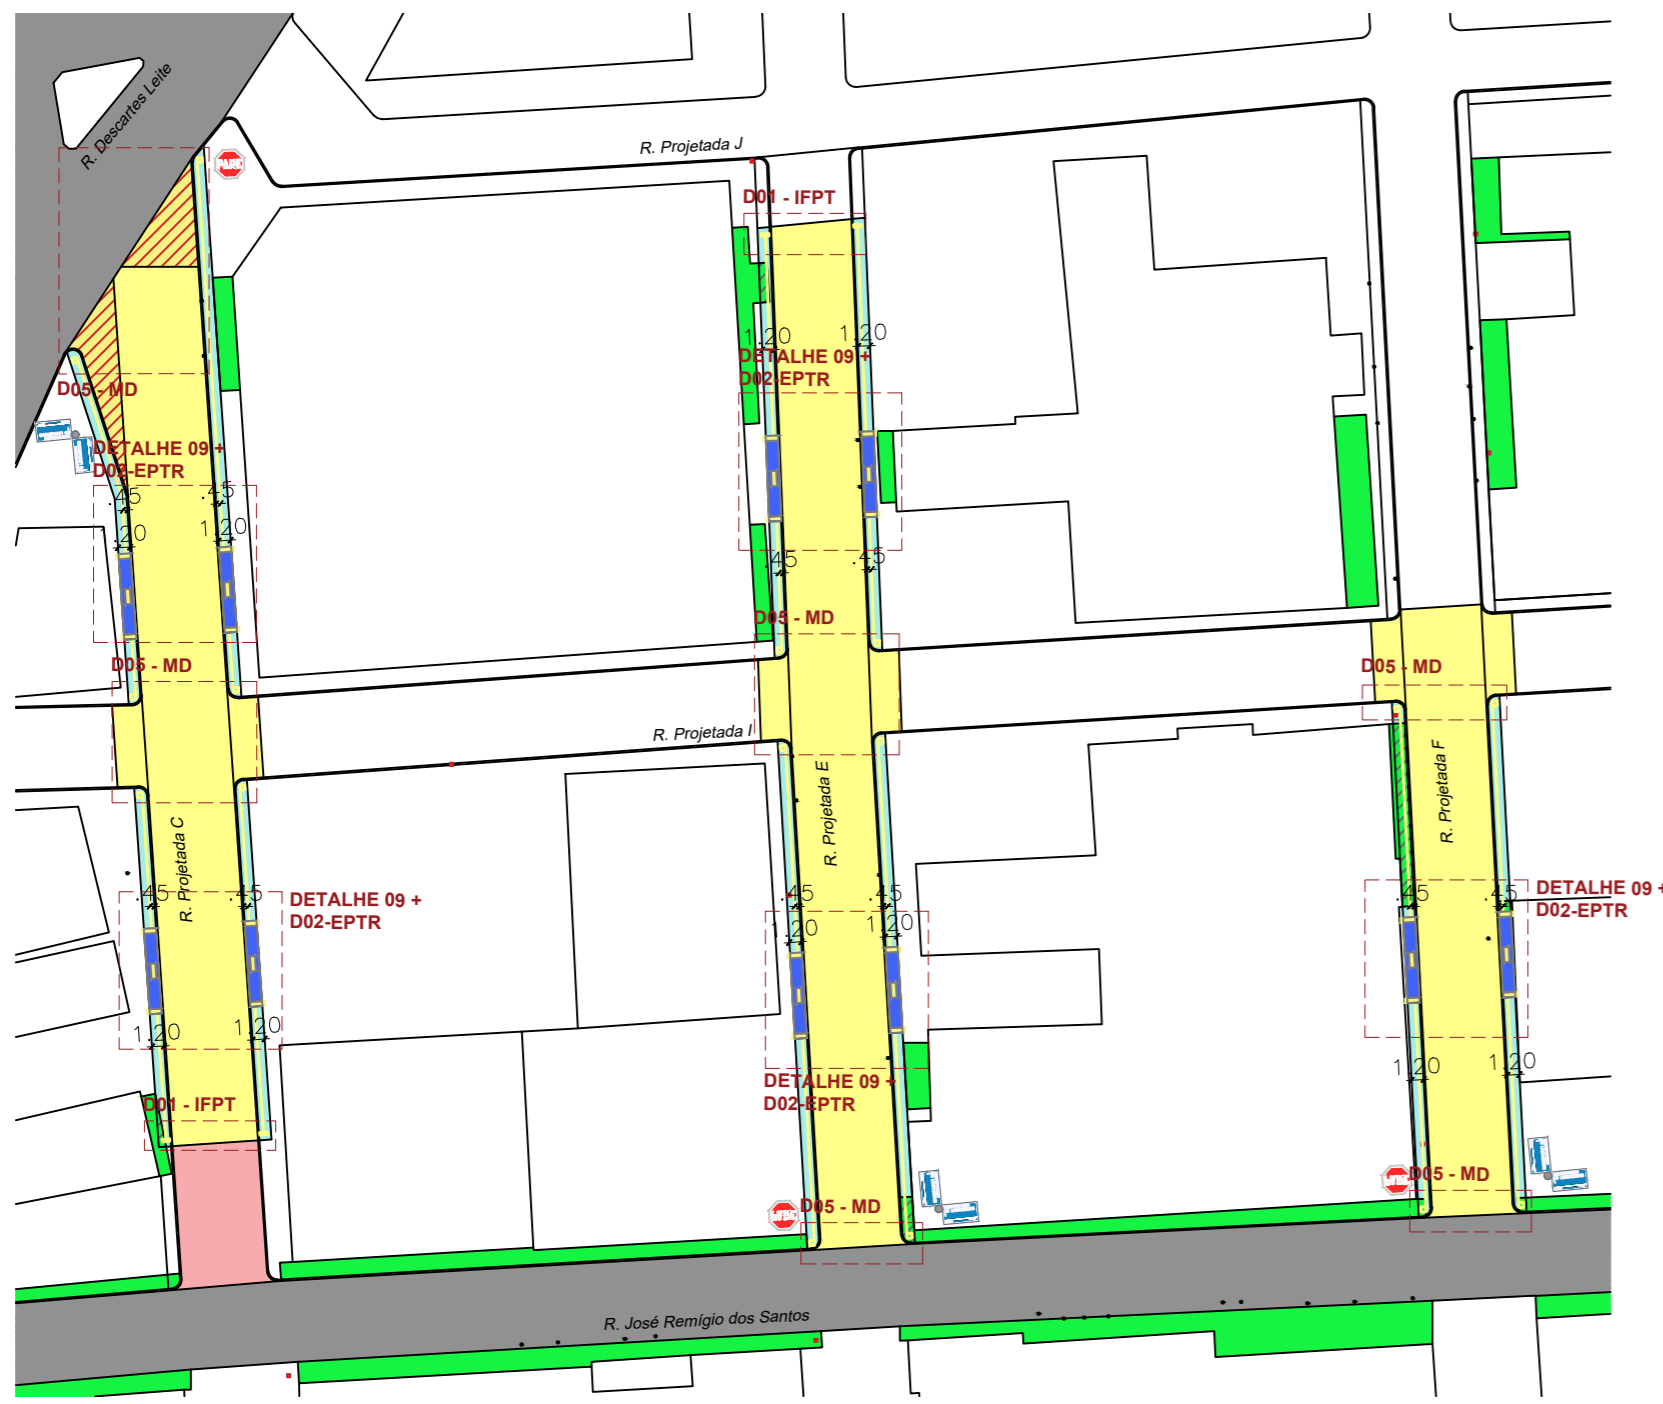 R. Descartes Leite
PARE
R. Projetada J
D01 - IFPT
1.20
1.20
DETALHE 09 +
D02-EPTR
D05 - MD
DETALHE 09 +
D02-EPTR
.45
.45
1.20
1.20
.45
.45
D05 - MD
D05 - MD
D05 - MD
R. Projetada I
R. Projetada C
R. Projetada E
R. Projetada F
.45
.45
DETALHE 09 +
D02-EPTR
.45
.45
1.20
1.20
.45
.45
DETALHE 09 +
D02-EPTR
1.20
1.20
1.20
1.20
DETALHE 09 +
D02-EPTR
D01 - IFPT
PARE
D05 - MD
PARE
D05 - MD
R. José Remígio dos Santos